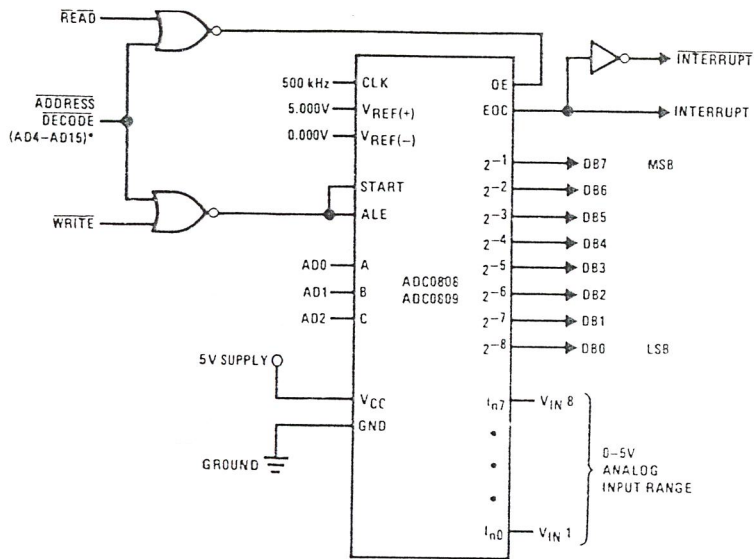 READ
ADDRESS
DECODE
(AD4-AD15)*
WRITE
500 kHz
5.000V
0.000V
AD0
AD1
AD2
5V SUPPLY
GROUND
CLK
VREF(+)
VREF(−)
START
ALE
A
B
C
VCC
GND
ADC0808
ADC0809
OE
EOC
2−1
2−2
2−3
2−4
2−5
2−6
2−7
2−8
In7
In0
INTERRUPT
INTERRUPT
DB7 MSB
DB6
DB5
DB4
DB3
DB2
DB1
DB0 LSB
VIN 8
0–5V
ANALOG
INPUT RANGE
VIN 1